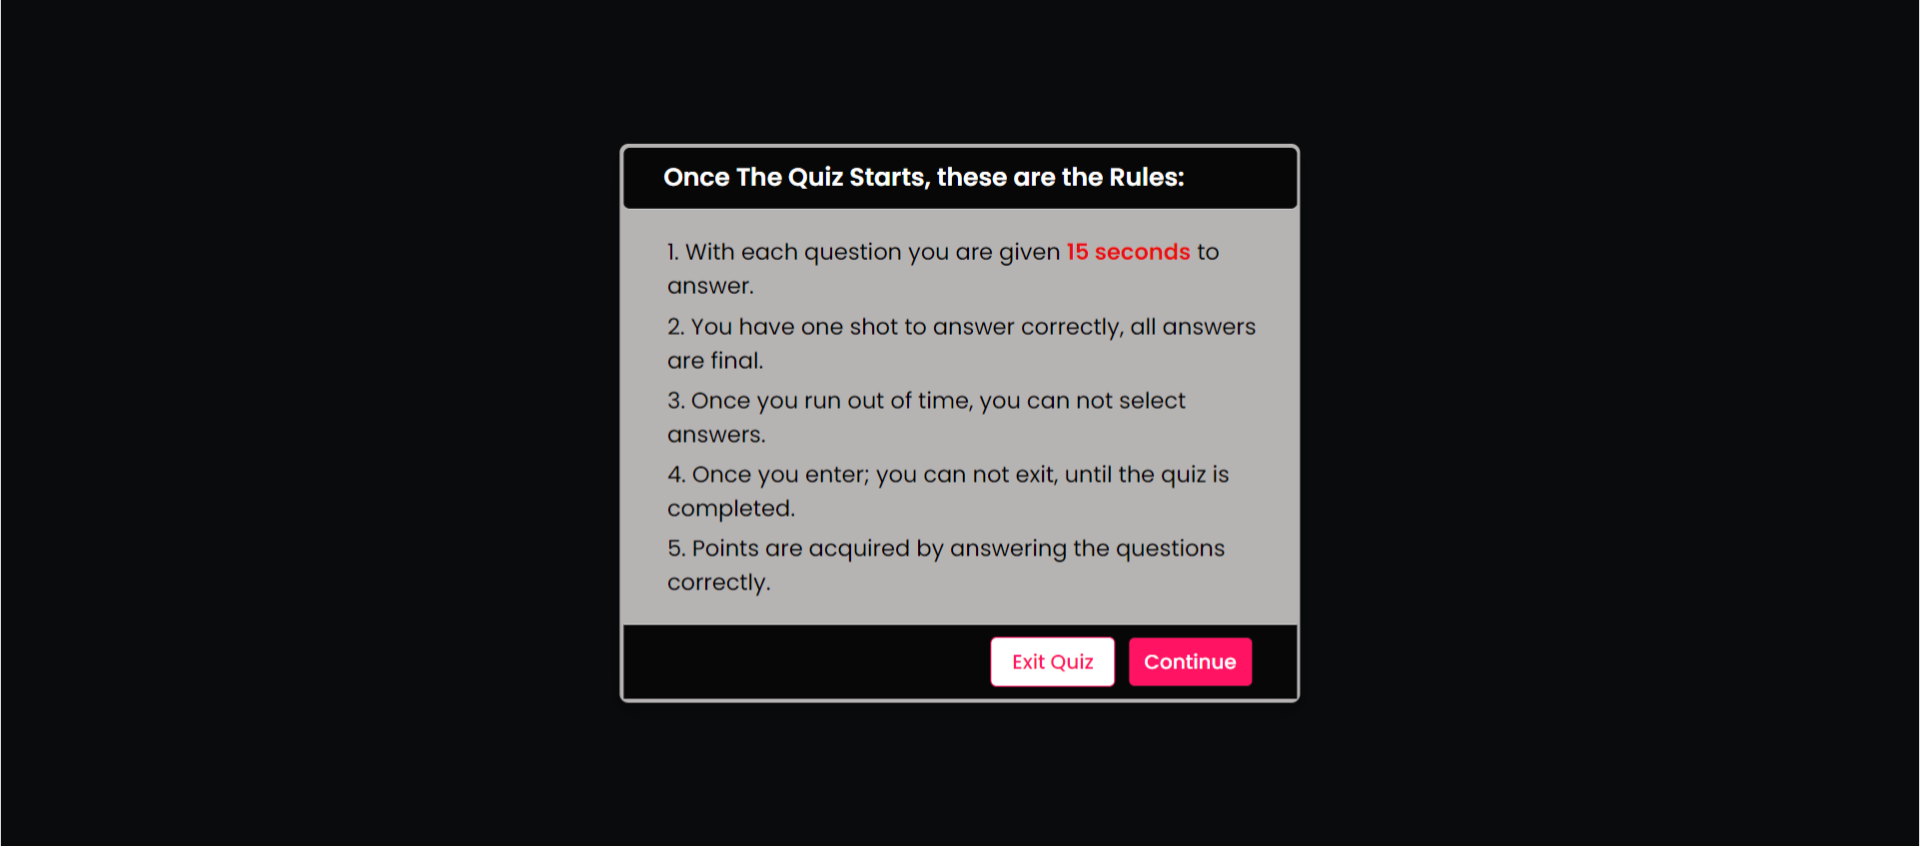 Once The Quiz Starts, these are the Rules:
1. With each question you are given 15 seconds to
answer.
2. You have one shot to answer correctly, all answers
are final.
3. Once you run out of time, you can not select
answers.
4. Once you enter; you can not exit, until the quiz is
completed.
5. Points are acquired by answering the questions
correctly.
Exit Quiz
Continue